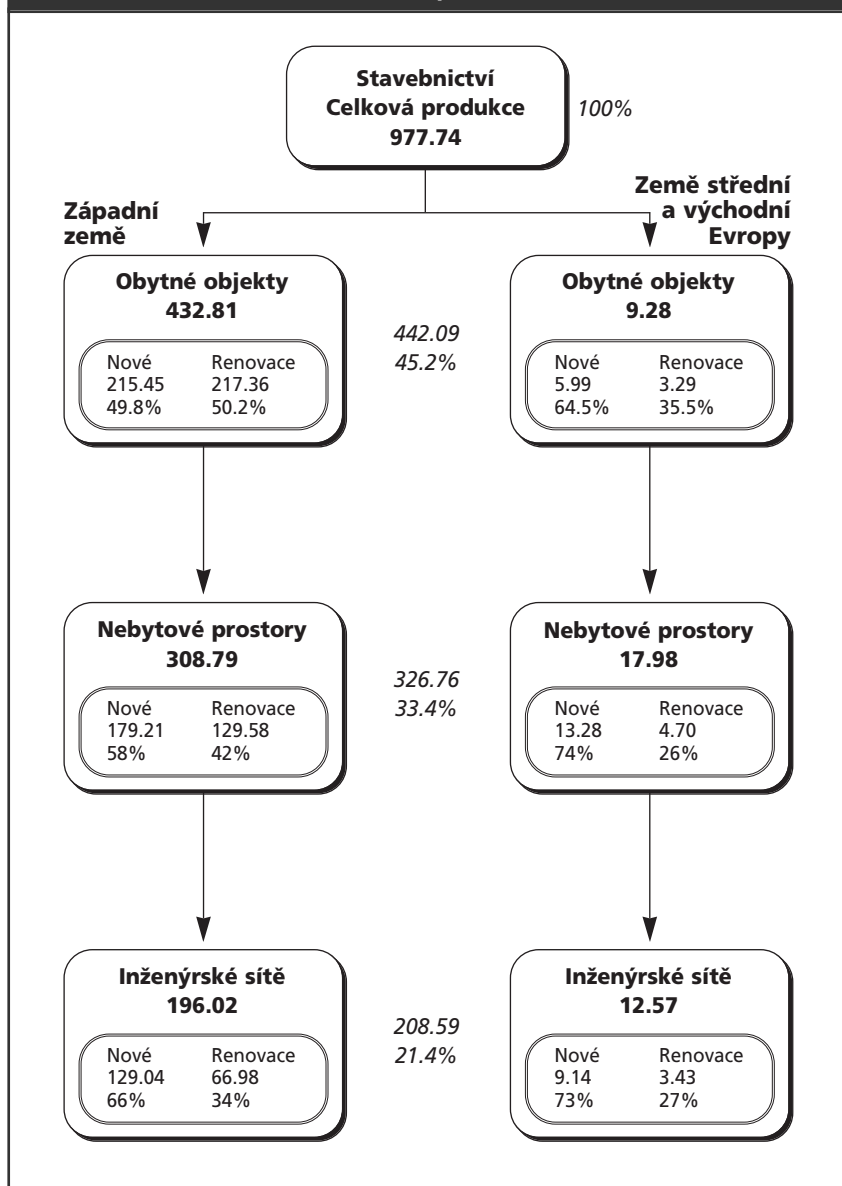 Stavebnictví
Celková produkce
977.74
100%
Západní
země
Země střední
a východní
Evropy
Obytné objekty
432.81
Nové Renovace
215.45 217.36
49.8% 50.2%
442.09
45.2%
Obytné objekty
9.28
Nové Renovace
5.99 3.29
64.5% 35.5%
Nebytové prostory
308.79
Nové Renovace
179.21 129.58
58% 42%
326.76
33.4%
Nebytové prostory
17.98
Nové Renovace
13.28 4.70
74% 26%
Inženýrské sítě
196.02
Nové Renovace
129.04 66.98
66% 34%
208.59
21.4%
Inženýrské sítě
12.57
Nové Renovace
9.14 3.43
73% 27%